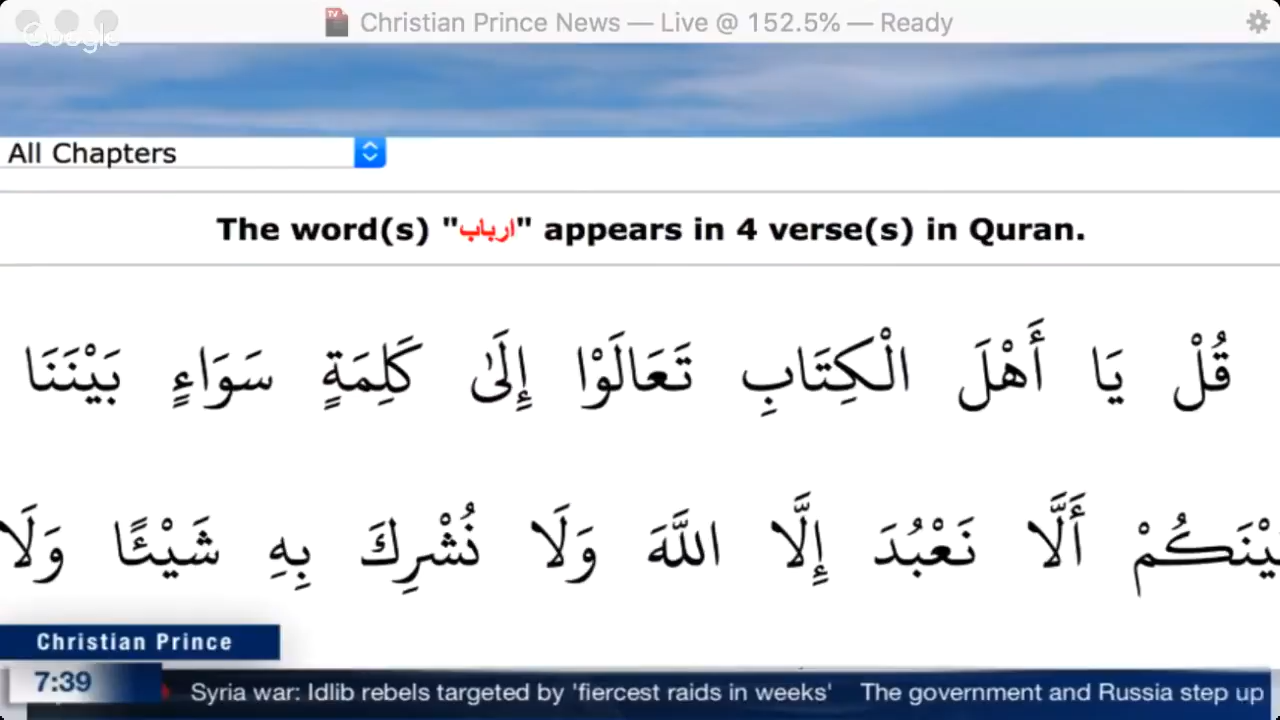 Google
Christian Prince News — Live @ 152.5% — Ready
All Chapters
The word(s) "ارباب" appears in 4 verse(s) in Quran.
قُلْ يَا أَهْلَ الْكِتَابِ تَعَالَوْا إِلَىٰ كَلِمَةٍ سَوَاءٍ بَيْنَنَا
يْنَكُمْ أَلَّا نَعْبُدَ إِلَّا اللَّهَ وَلَا نُشْرِكَ بِهِ شَيْئًا وَلَا
Christian Prince
7:39
Syria war: Idlib rebels targeted by 'fiercest raids in weeks' The government and Russia step up